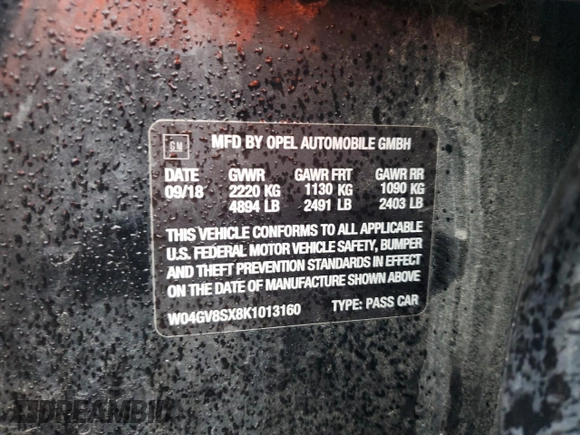 GM MFD BY OPEL AUTOMOBILE GMBH
DATE GVWR GAWR FRT GAWR RR
09/18 2220 KG 1130 KG 1090 KG
4894 LB 2491 LB 2403 LB
THIS VEHICLE CONFORMS TO ALL APPLICABLE
U.S. FEDERAL MOTOR VEHICLE SAFETY, BUMPER
AND THEFT PREVENTION STANDARDS IN EFFECT
ON THE DATE OF MANUFACTURE SHOWN ABOVE
W04GV8SX8K1013160 TYPE: PASS CAR